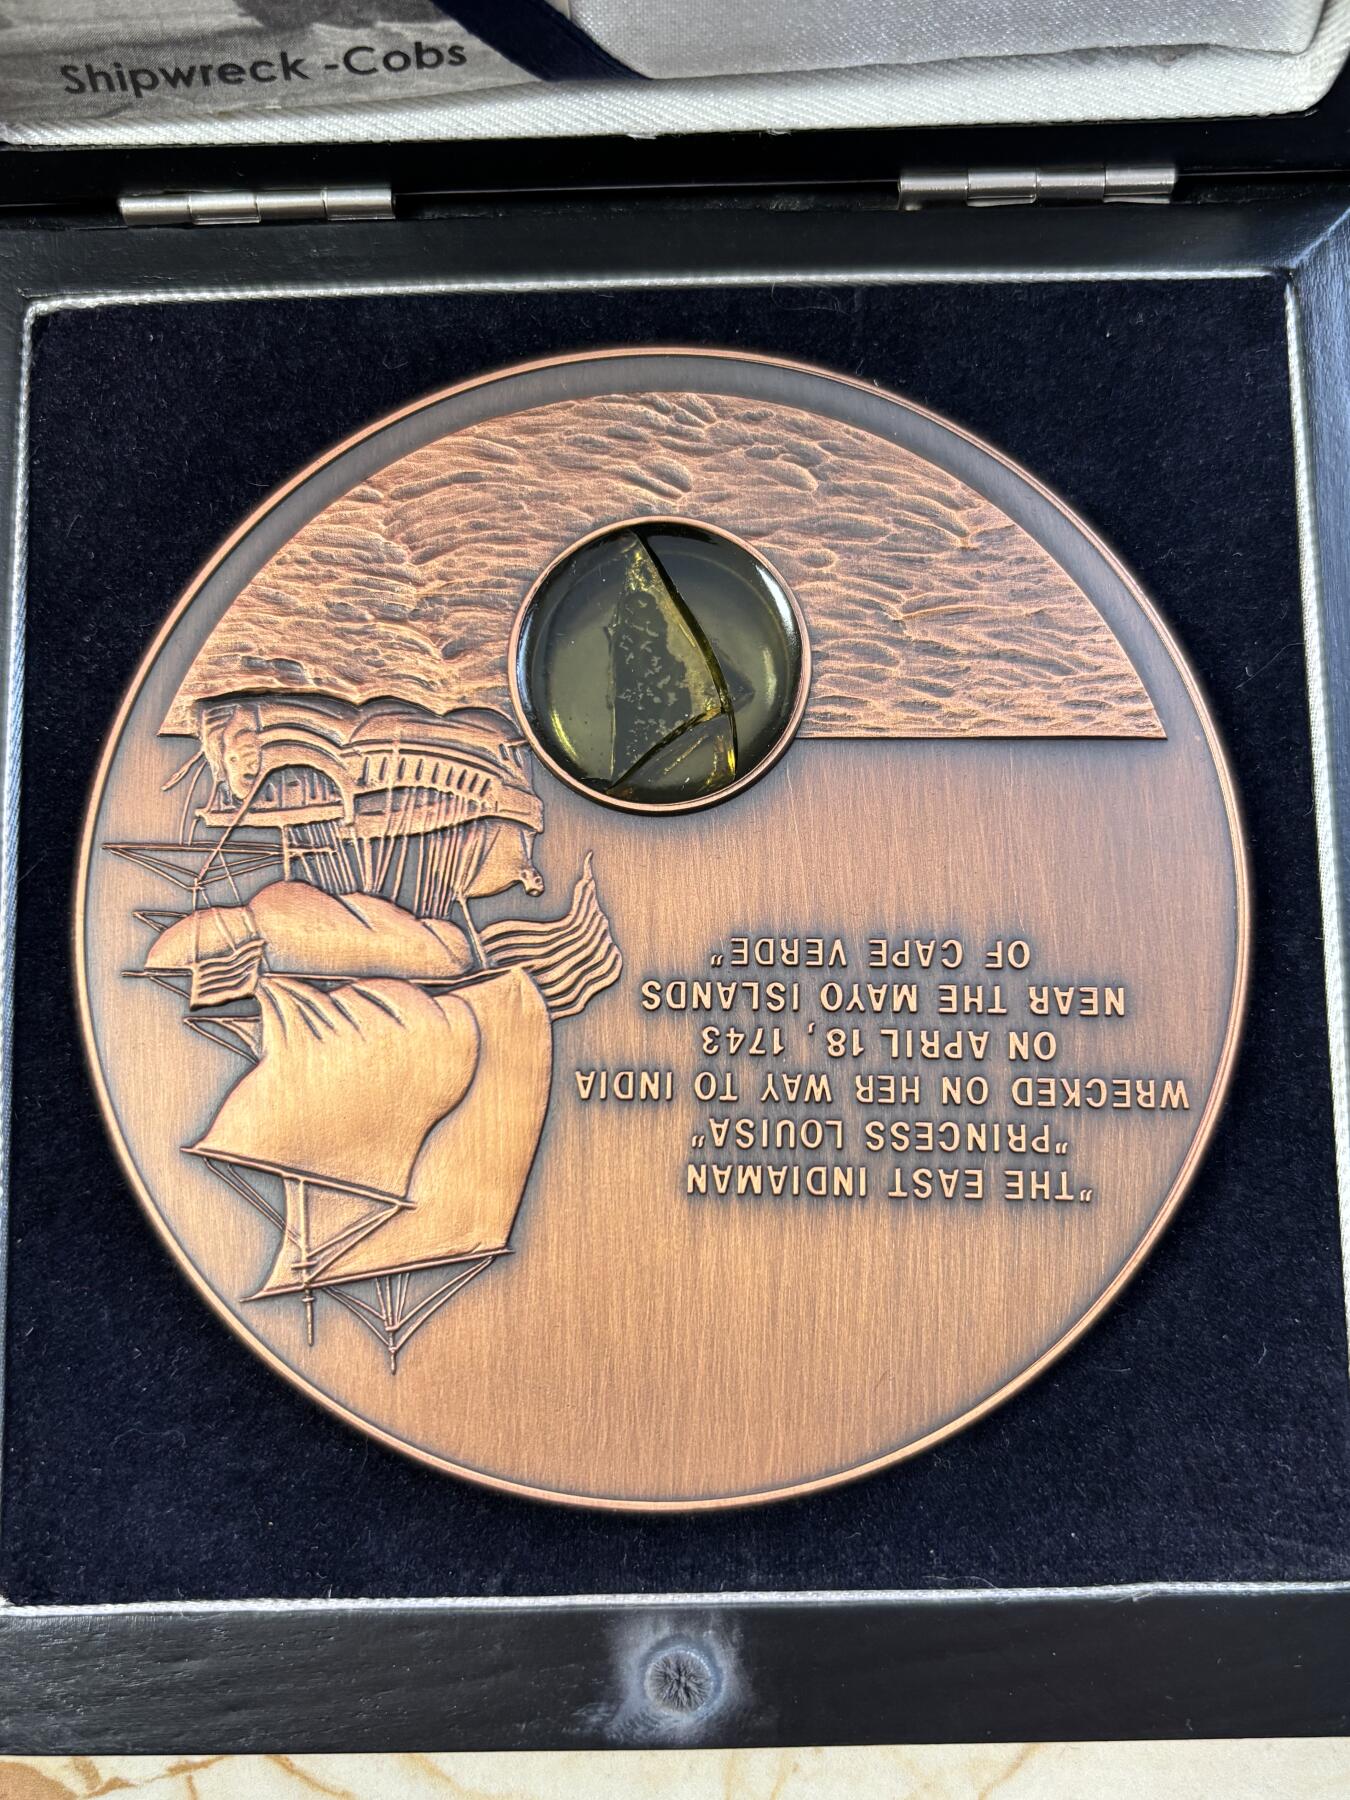 Shipwreck -Cobs
"THE EAST INDIAMAN
"PRINCESS LOUISA"
WRECKED ON HER WAY TO INDIA
ON APRIL 18, 1743
NEAR THE MAYO ISLANDS
OF CAPE VERDE"